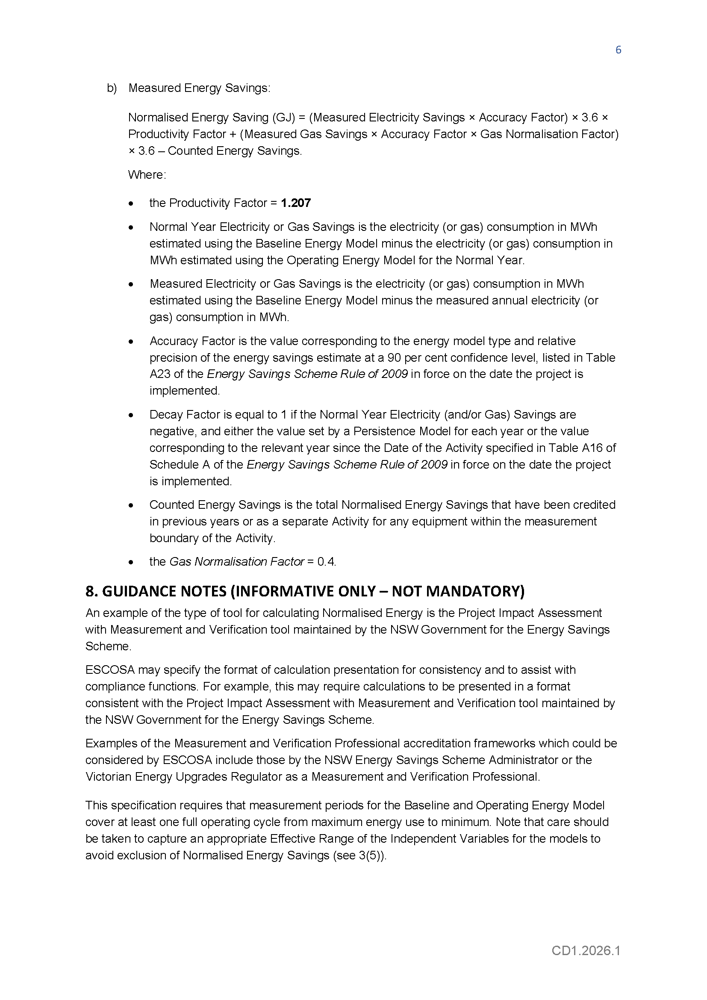 6
b) Measured Energy Savings:
Normalised Energy Saving (GJ) = (Measured Electricity Savings × Accuracy Factor) × 3.6 ×
Productivity Factor + (Measured Gas Savings × Accuracy Factor × Gas Normalisation Factor)
× 3.6 – Counted Energy Savings.
Where:
• the Productivity Factor = 1.207
• Normal Year Electricity or Gas Savings is the electricity (or gas) consumption in MWh
estimated using the Baseline Energy Model minus the electricity (or gas) consumption in
MWh estimated using the Operating Energy Model for the Normal Year.
• Measured Electricity or Gas Savings is the electricity (or gas) consumption in MWh
estimated using the Baseline Energy Model minus the measured annual electricity (or
gas) consumption in MWh.
• Accuracy Factor is the value corresponding to the energy model type and relative
precision of the energy savings estimate at a 90 per cent confidence level, listed in Table
A23 of the Energy Savings Scheme Rule of 2009 in force on the date the project is
implemented.
• Decay Factor is equal to 1 if the Normal Year Electricity (and/or Gas) Savings are
negative, and either the value set by a Persistence Model for each year or the value
corresponding to the relevant year since the Date of the Activity specified in Table A16 of
Schedule A of the Energy Savings Scheme Rule of 2009 in force on the date the project
is implemented.
• Counted Energy Savings is the total Normalised Energy Savings that have been credited
in previous years or as a separate Activity for any equipment within the measurement
boundary of the Activity.
• the Gas Normalisation Factor = 0.4.
8. GUIDANCE NOTES (INFORMATIVE ONLY – NOT MANDATORY)
An example of the type of tool for calculating Normalised Energy is the Project Impact Assessment
with Measurement and Verification tool maintained by the NSW Government for the Energy Savings
Scheme.
ESCOSA may specify the format of calculation presentation for consistency and to assist with
compliance functions. For example, this may require calculations to be presented in a format
consistent with the Project Impact Assessment with Measurement and Verification tool maintained by
the NSW Government for the Energy Savings Scheme.
Examples of the Measurement and Verification Professional accreditation frameworks which could be
considered by ESCOSA include those by the NSW Energy Savings Scheme Administrator or the
Victorian Energy Upgrades Regulator as a Measurement and Verification Professional.
This specification requires that measurement periods for the Baseline and Operating Energy Model
cover at least one full operating cycle from maximum energy use to minimum. Note that care should
be taken to capture an appropriate Effective Range of the Independent Variables for the models to
avoid exclusion of Normalised Energy Savings (see 3(5)).
CD1.2026.1